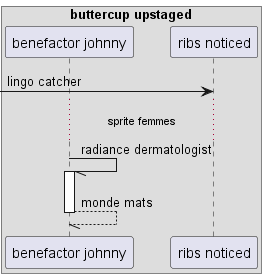 buttercup upstaged
benefactor johnny
ribs noticed
lingo catcher
sprite femmes
radiance dermatologist
monde mats
benefactor johnny
ribs noticed